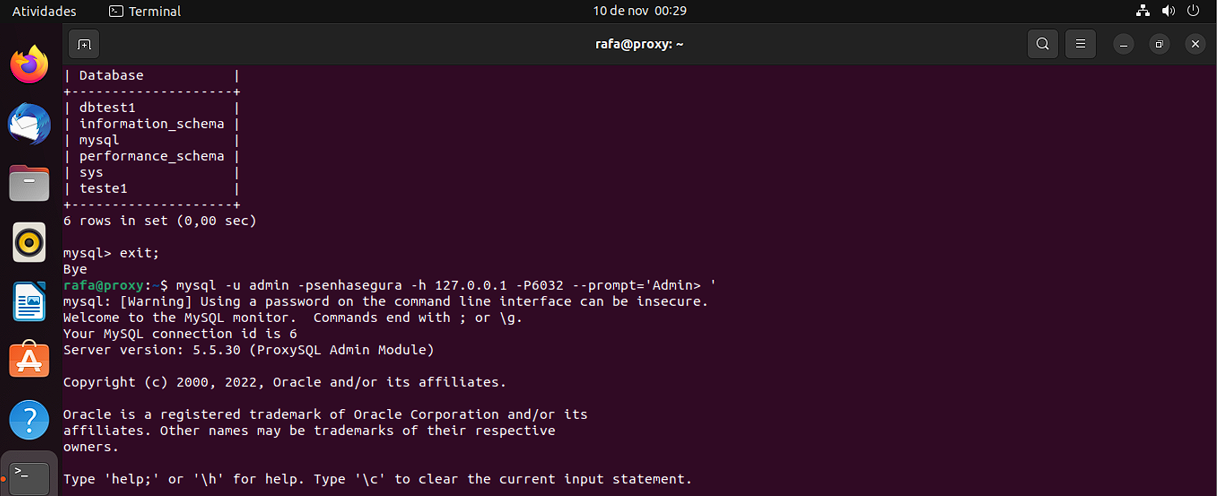 Atividades Terminal 10 de nov 00:29
rafa@proxy: ~
| Database           |
+--------------------+
| dbtest1            |
| information_schema |
| mysql              |
| performance_schema |
| sys                |
| teste1             |
+--------------------+
6 rows in set (0,00 sec)
mysql> exit;
Bye
rafa@proxy:~$ mysql -u admin -psenhasegura -h 127.0.0.1 -P6032 --prompt='Admin> '
mysql: [Warning] Using a password on the command line interface can be insecure.
Welcome to the MySQL monitor.  Commands end with ; or \g.
Your MySQL connection id is 6
Server version: 5.5.30 (ProxySQL Admin Module)
Copyright (c) 2000, 2022, Oracle and/or its affiliates.
Oracle is a registered trademark of Oracle Corporation and/or its
affiliates. Other names may be trademarks of their respective
owners.
Type 'help;' or '\h' for help. Type '\c' to clear the current input statement.